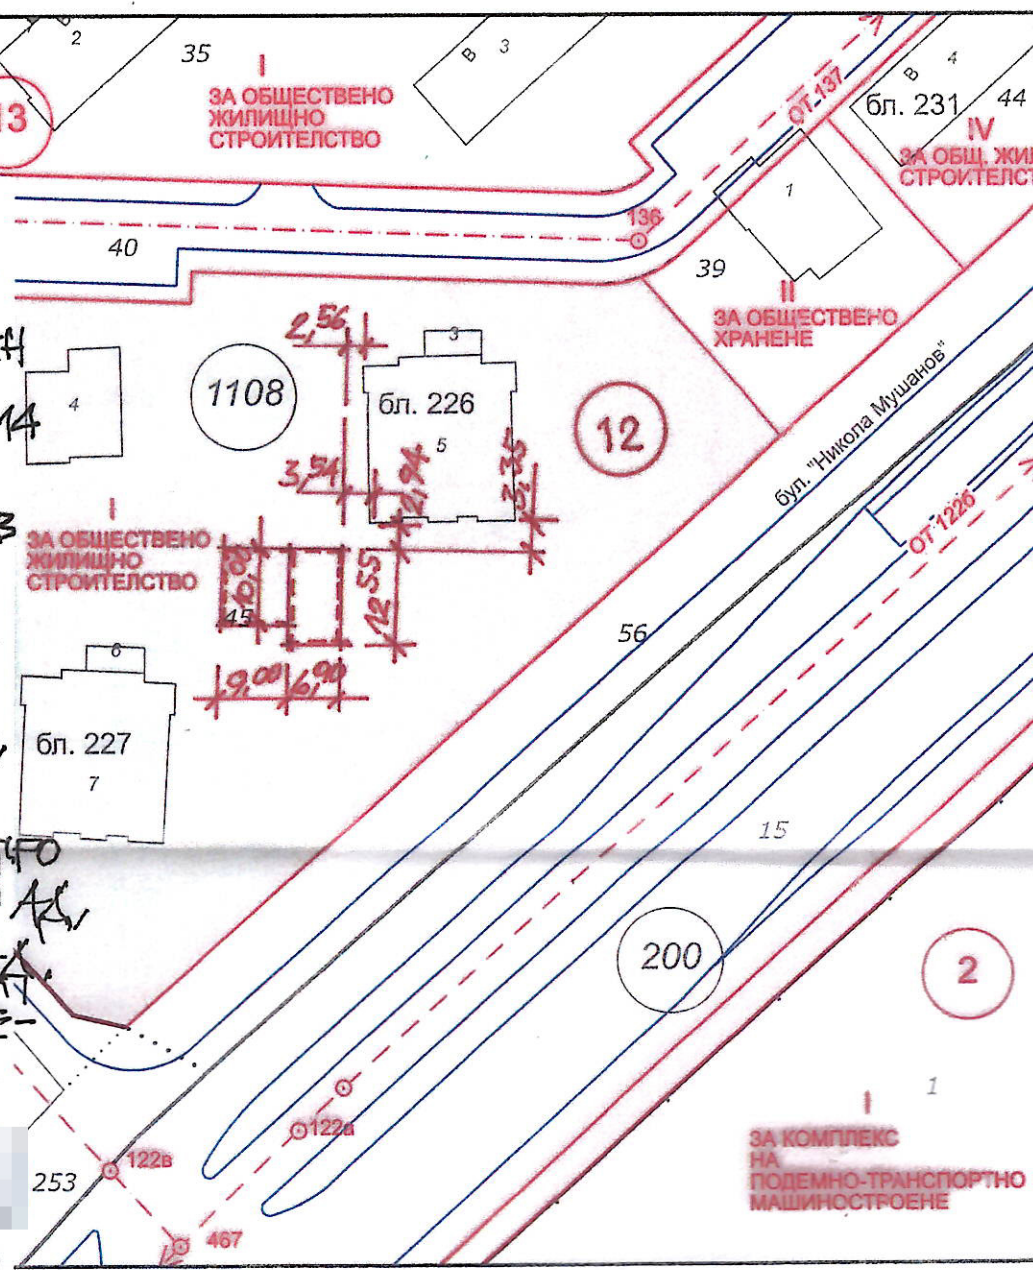 2
35
I
ЗА ОБЩЕСТВЕНО
ЖИЛИЩНО
СТРОИТЕЛСТВО
В 3
13
ОТ 137
В 4
бл. 231
44
IV
ЗА ОБЩ. ЖИ
СТРОИТЕЛСТ
1
136
40
39
II
ЗА ОБЩЕСТВЕНО
ХРАНЕНЕ
2,56
3
4
1108
бл. 226
5
12
14
3,54
2,94
3,35
бул. "Никола Мушанов"
I
ЗА ОБЩЕСТВЕНО
ЖИЛИЩНО
СТРОИТЕЛСТВО
ОТ 1226
10,00
45
12,55
56
6
9,00
6,90
бл. 227
7
15
200
2
122а
1
I
ЗА КОМПЛЕКС
НА
ПОДЕМНО-ТРАНСПОРТНО
МАШИНОСТРОЕНЕ
122в
253
467